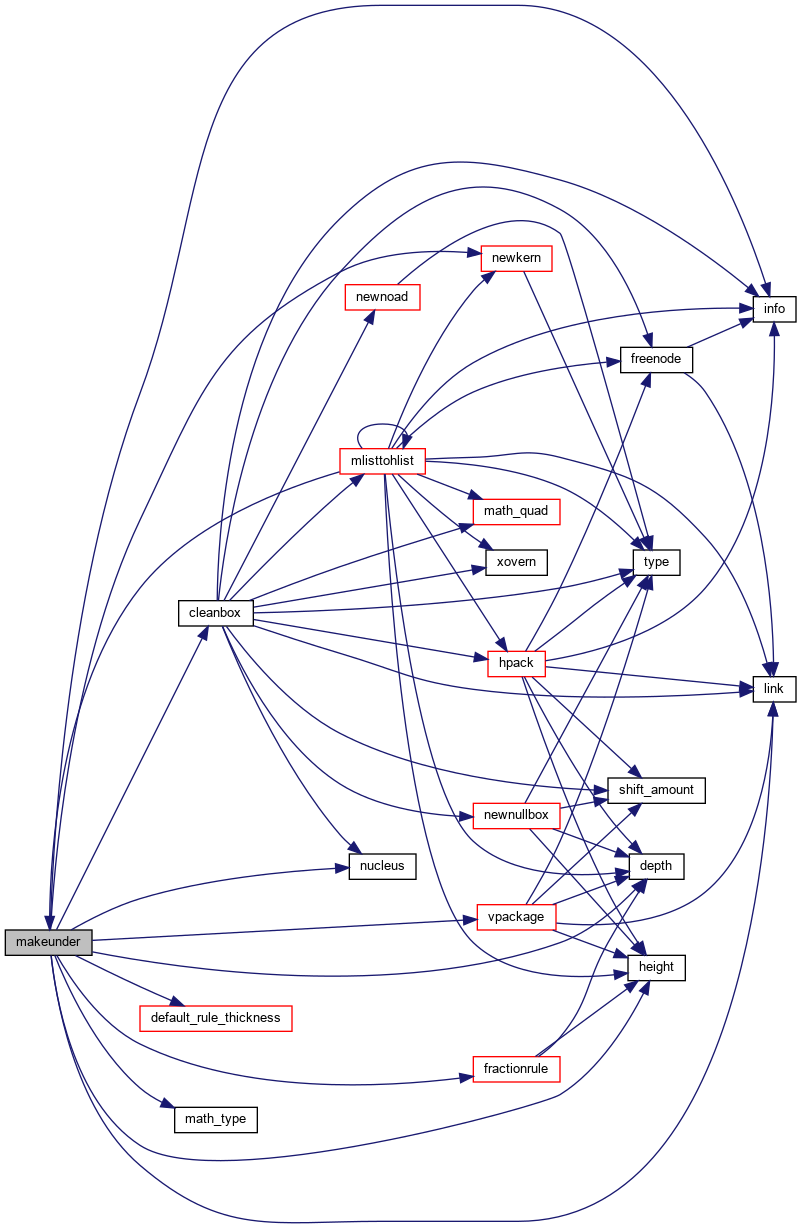 newkern
newnoad
info
freenode
mlisttohlist
math_quad
xovern
type
cleanbox
hpack
link
shift_amount
newnullbox
nucleus
depth
vpackage
makeunder
height
default_rule_thickness
fractionrule
math_type